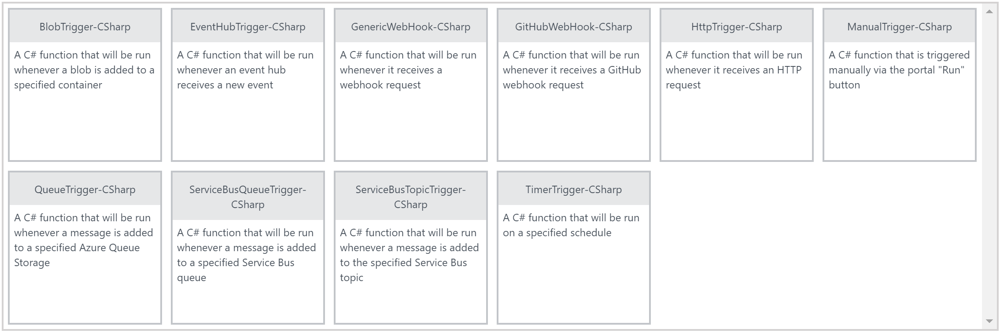 BlobTrigger-CSharp
A C# function that will be run
whenever a blob is added to a
specified container
EventHubTrigger-CSharp
A C# function that will be run
whenever an event hub
receives a new event
GenericWebHook-CSharp
A C# function that will be run
whenever it receives a
webhook request
GitHubWebHook-CSharp
A C# function that will be run
whenever it receives a GitHub
webhook request
HttpTrigger-CSharp
A C# function that will be run
whenever it receives an HTTP
request
ManualTrigger-CSharp
A C# function that is triggered
manually via the portal "Run"
button
QueueTrigger-CSharp
A C# function that will be run
whenever a message is added
to a specified Azure Queue
Storage
ServiceBusQueueTrigger-
CSharp
A C# function that will be run
whenever a message is added
to a specified Service Bus
queue
ServiceBusTopicTrigger-
CSharp
A C# function that will be run
whenever a message is added
to the specified Service Bus
topic
TimerTrigger-CSharp
A C# function that will be run
on a specified schedule